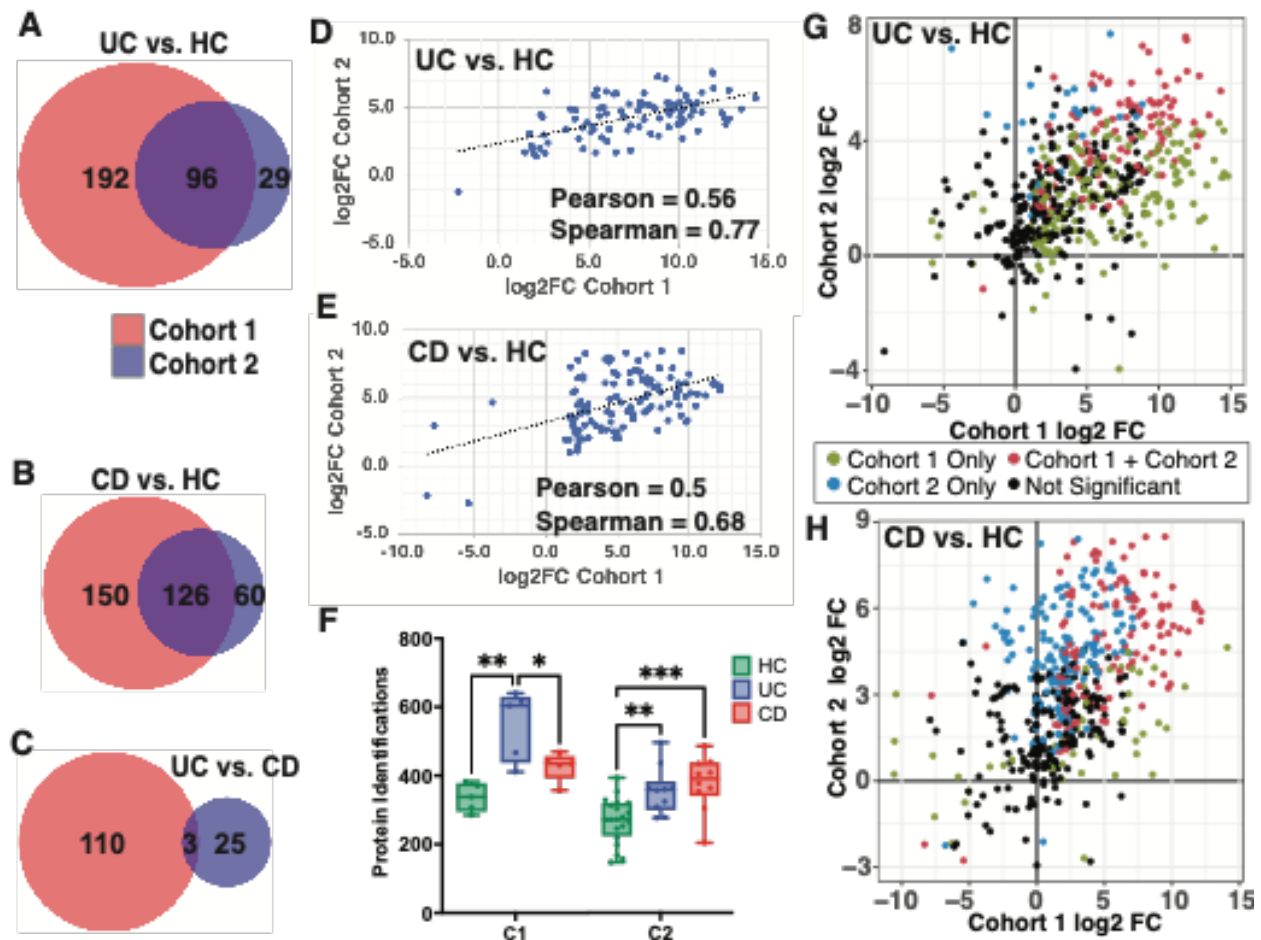 A
UC vs. HC
192
96
29
Cohort 1
Cohort 2
B
CD vs. HC
150
126
60
C
UC vs. CD
110
3
25
D
UC vs. HC
10.0
5.0
0.0
-5.0
log2FC Cohort 2
Pearson = 0.56
Spearman = 0.77
-5.0 0.0 5.0 10.0 15.0
log2FC Cohort 1
E
CD vs. HC
10.0
5.0
0.0
-5.0
log2FC Cohort 2
Pearson = 0.5
Spearman = 0.68
-10.0 -5.0 0.0 5.0 10.0 15.0
log2FC Cohort 1
F
Protein Identifications
800
600
400
200
0
** *
***
**
HC
UC
CD
C1 C2
G
UC vs. HC
8
4
0
−4
Cohort 2 log2 FC
−10 −5 0 5 10 15
Cohort 1 log2 FC
Cohort 1 Only Cohort 1 + Cohort 2
Cohort 2 Only Not Significant
H
CD vs. HC
9
6
3
0
−3
Cohort 2 log2 FC
−10 −5 0 5 10 15
Cohort 1 log2 FC